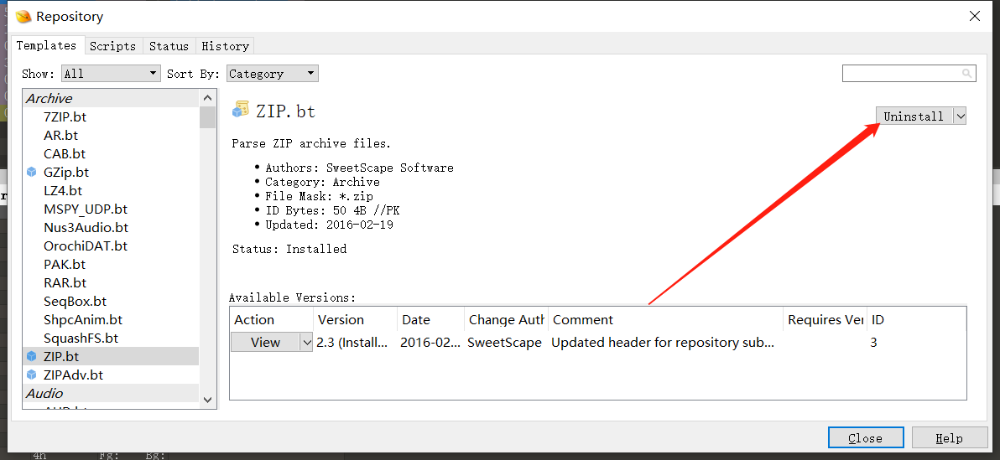 Repository
Templates Scripts Status History
Show: All Sort By: Category
Archive
7ZIP.bt
AR.bt
CAB.bt
GZip.bt
LZ4.bt
MSPY_UDP.bt
Nus3Audio.bt
OrochiDAT.bt
PAK.bt
RAR.bt
SeqBox.bt
ShpcAnim.bt
SquashFS.bt
ZIP.bt
ZIPAdv.bt
Audio
ZIP.bt
Uninstall
Parse ZIP archive files.
• Authors: SweetScape Software
• Category: Archive
• File Mask: *.zip
• ID Bytes: 50 4B //PK
• Updated: 2016-02-19
Status: Installed
Available Versions:
Action Version Date Change Auth Comment Requires Ver ID
View 2.3 (Install... 2016-02... SweetScape Updated header for repository sub... 3
Close Help
4h Fg: Bg: